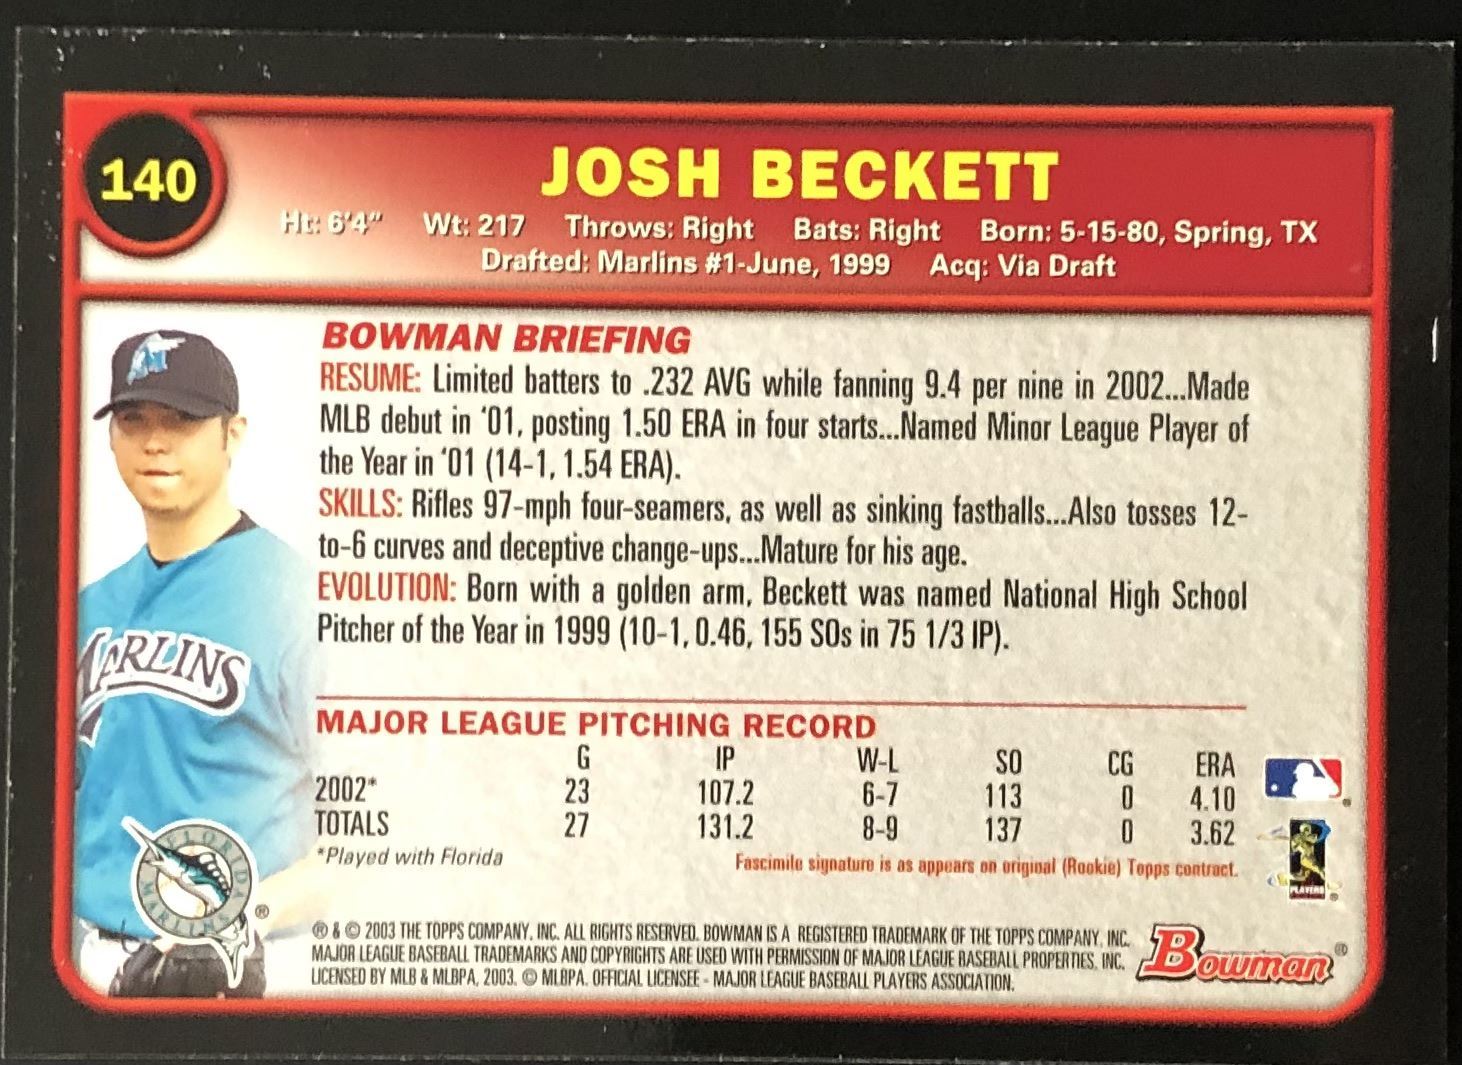 140
JOSH BECKETT
Ht: 6'4" Wt: 217 Throws: Right Bats: Right Born: 5-15-80, Spring, TX
Drafted: Marlins #1-June, 1999 Acq: Via Draft
BOWMAN BRIEFING
RESUME: Limited batters to .232 AVG while fanning 9.4 per nine in 2002...Made
MLB debut in '01, posting 1.50 ERA in four starts...Named Minor League Player of
the Year in '01 (14-1, 1.54 ERA).
SKILLS: Rifles 97-mph four-seamers, as well as sinking fastballs...Also tosses 12-
to-6 curves and deceptive change-ups...Mature for his age.
EVOLUTION: Born with a golden arm, Beckett was named National High School
Pitcher of the Year in 1999 (10-1, 0.46, 155 SOs in 75 1/3 IP).
MARLINS
MAJOR LEAGUE PITCHING RECORD
G IP W-L SO CG ERA
2002* 23 107.2 6-7 113 0 4.10
TOTALS 27 131.2 8-9 137 0 3.62
*Played with Florida
Fascimile signature is as appears on original (Rookie) Topps contract.
FLORIDA
MARLINS
®
PLAYERS
® & © 2003 THE TOPPS COMPANY, INC. ALL RIGHTS RESERVED. BOWMAN IS A REGISTERED TRADEMARK OF THE TOPPS COMPANY, INC.
MAJOR LEAGUE BASEBALL TRADEMARKS AND COPYRIGHTS ARE USED WITH PERMISSION OF MAJOR LEAGUE BASEBALL PROPERTIES, INC.
LICENSED BY MLB & MLBPA, 2003. © MLBPA. OFFICIAL LICENSEE - MAJOR LEAGUE BASEBALL PLAYERS ASSOCIATION.
Bowman®